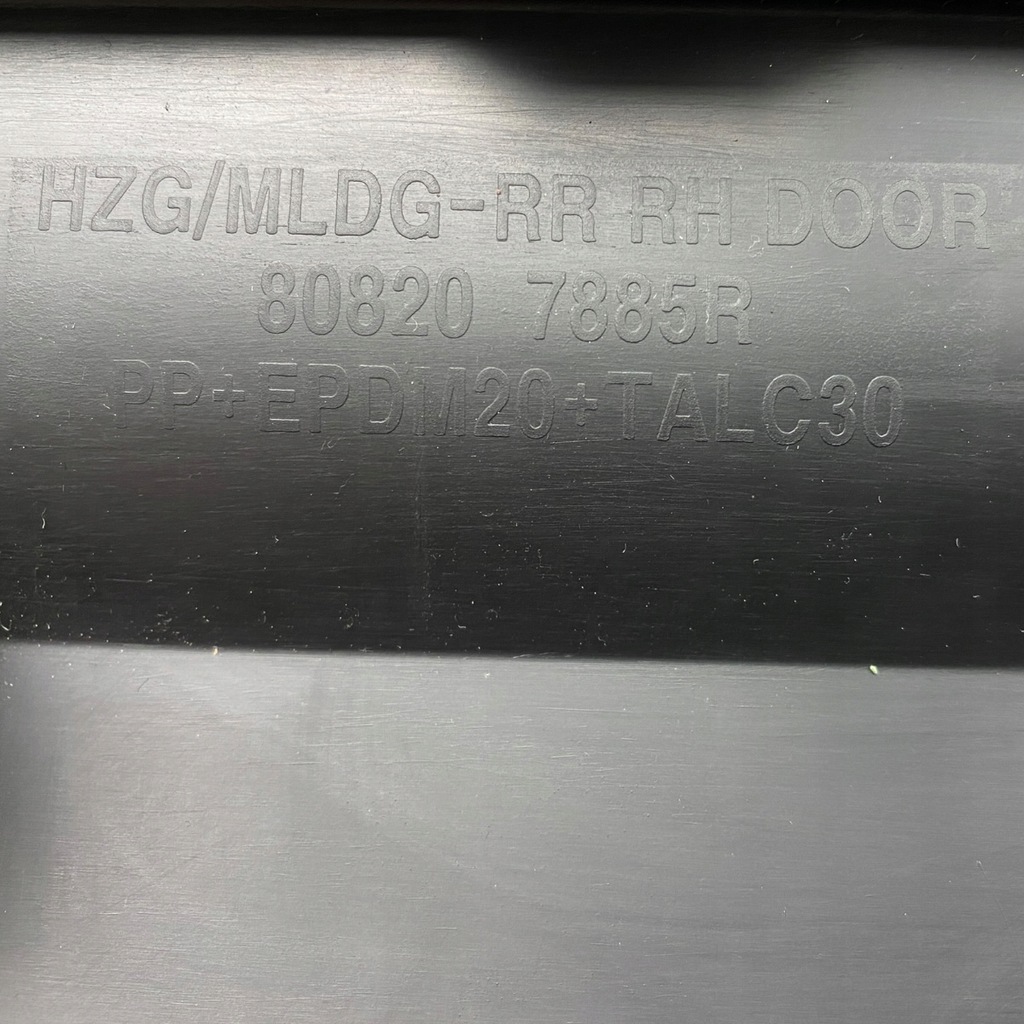 HZG/MLDG-RR RH DOOR
80820 7885R
PP+EPDM20+TALC30